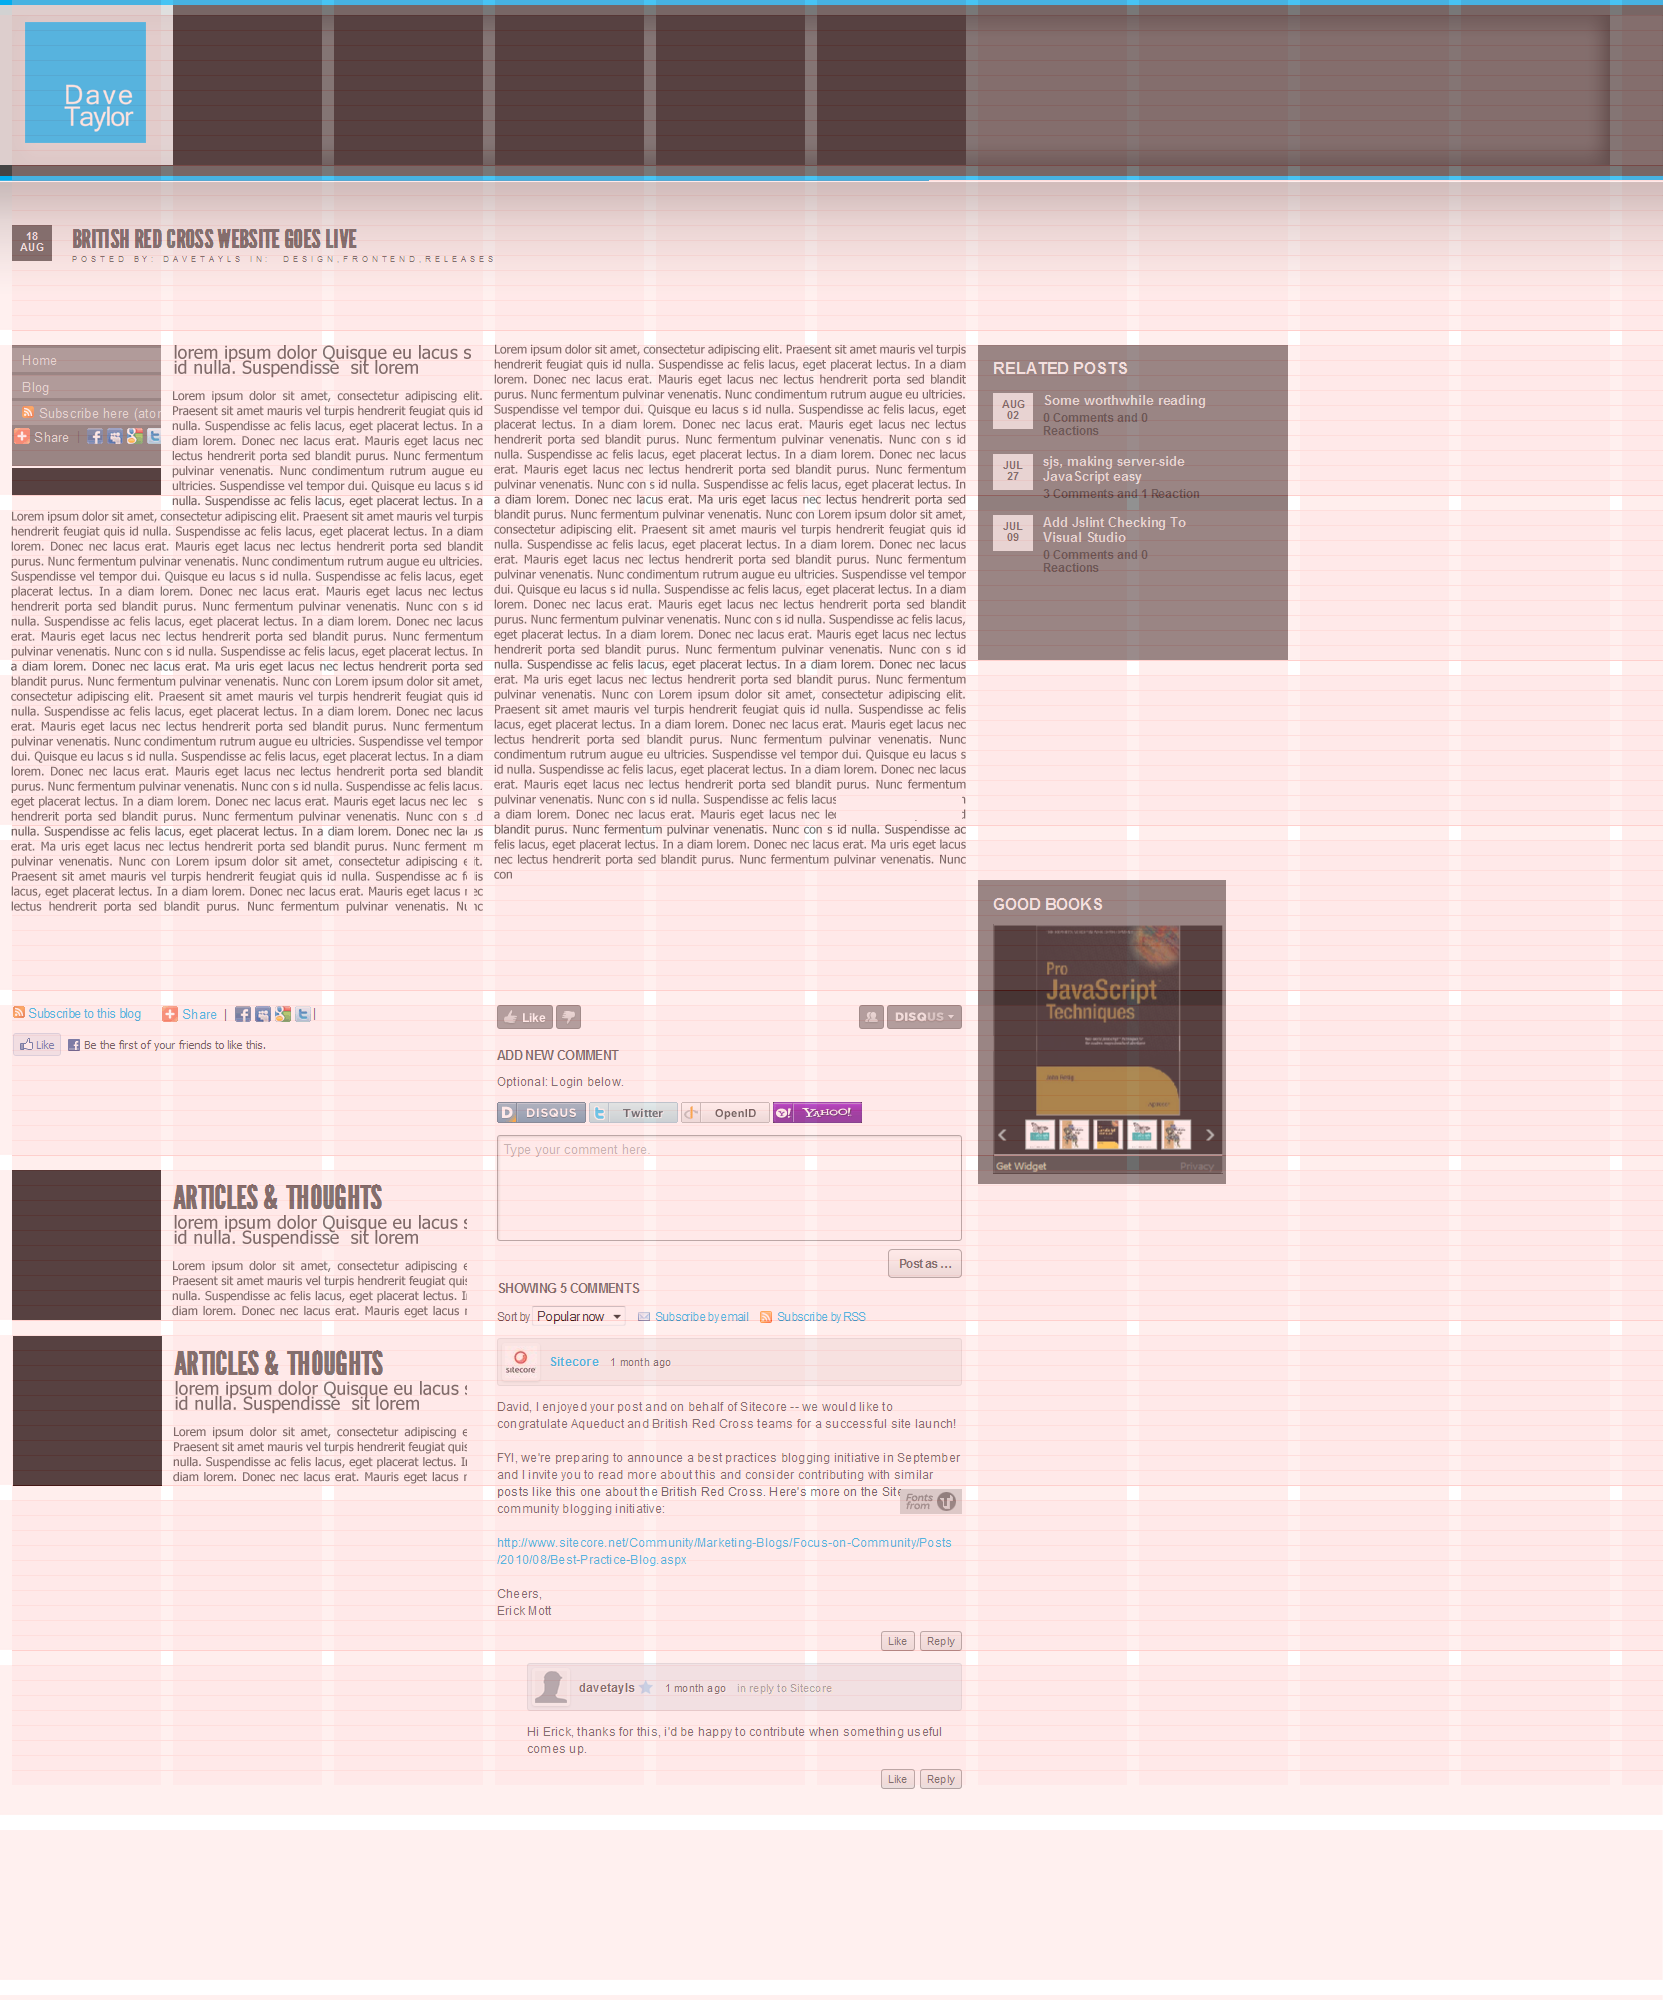 Dave
Taylor
18
AUG
BRITISH RED CROSS WEBSITE GOES LIVE
POSTED BY: DAVETAYLS IN: DESIGN,FRONTEND,RELEASES
Home
Blog
Subscribe here (ato
Share |
lorem ipsum dolor Quisque eu lacus s
id nulla. Suspendisse sit lorem
Lorem ipsum dolor sit amet, consectetur adipiscing elit.
Praesent sit amet mauris vel turpis hendrerit feugiat quis id
nulla. Suspendisse ac felis lacus, eget placerat lectus. In a
diam lorem. Donec nec lacus erat. Mauris eget lacus nec
lectus hendrerit porta sed blandit purus. Nunc fermentum
pulvinar venenatis. Nunc condimentum rutrum augue eu
ultricies. Suspendisse vel tempor dui. Quisque eu lacus s id
nulla. Suspendisse ac felis lacus, eget placerat lectus. In a
Lorem ipsum dolor sit amet, consectetur adipiscing elit. Praesent sit amet mauris vel turpis
hendrerit feugiat quis id nulla. Suspendisse ac felis lacus, eget placerat lectus. In a diam
lorem. Donec nec lacus erat. Mauris eget lacus nec lectus hendrerit porta sed blandit
purus. Nunc fermentum pulvinar venenatis. Nunc condimentum rutrum augue eu ultricies.
Suspendisse vel tempor dui. Quisque eu lacus s id nulla. Suspendisse ac felis lacus, eget
placerat lectus. In a diam lorem. Donec nec lacus erat. Mauris eget lacus nec lectus
hendrerit porta sed blandit purus. Nunc fermentum pulvinar venenatis. Nunc con s id
nulla. Suspendisse ac felis lacus, eget placerat lectus. In a diam lorem. Donec nec lacus
erat. Mauris eget lacus nec lectus hendrerit porta sed blandit purus. Nunc fermentum
pulvinar venenatis. Nunc con s id nulla. Suspendisse ac felis lacus, eget placerat lectus. In
a diam lorem. Donec nec lacus erat. Ma uris eget lacus nec lectus hendrerit porta sed
blandit purus. Nunc fermentum pulvinar venenatis. Nunc con Lorem ipsum dolor sit amet,
consectetur adipiscing elit. Praesent sit amet mauris vel turpis hendrerit feugiat quis id
nulla. Suspendisse ac felis lacus, eget placerat lectus. In a diam lorem. Donec nec lacus
erat. Mauris eget lacus nec lectus hendrerit porta sed blandit purus. Nunc fermentum
pulvinar venenatis. Nunc condimentum rutrum augue eu ultricies. Suspendisse vel tempor
dui. Quisque eu lacus s id nulla. Suspendisse ac felis lacus, eget placerat lectus. In a diam
lorem. Donec nec lacus erat. Mauris eget lacus nec lectus hendrerit porta sed blandit
purus. Nunc fermentum pulvinar venenatis. Nunc con s id nulla. Suspendisse ac felis lacus.
eget placerat lectus. In a diam lorem. Donec nec lacus erat. Mauris eget lacus nec lec s
hendrerit porta sed blandit purus. Nunc fermentum pulvinar venenatis. Nunc con s d
nulla. Suspendisse ac felis lacus, eget placerat lectus. In a diam lorem. Donec nec la us
erat. Ma uris eget lacus nec lectus hendrerit porta sed blandit purus. Nunc ferment m
pulvinar venenatis. Nunc con Lorem ipsum dolor sit amet, consectetur adipiscing e it.
Praesent sit amet mauris vel turpis hendrerit feugiat quis id nulla. Suspendisse ac f lis
lacus, eget placerat lectus. In a diam lorem. Donec nec lacus erat. Mauris eget lacus ec
lectus hendrerit porta sed blandit purus. Nunc fermentum pulvinar venenatis. Nu nc
Lorem ipsum dolor sit amet, consectetur adipiscing elit. Praesent sit amet mauris vel turpis
hendrerit feugiat quis id nulla. Suspendisse ac felis lacus, eget placerat lectus. In a diam
lorem. Donec nec lacus erat. Mauris eget lacus nec lectus hendrerit porta sed blandit
purus. Nunc fermentum pulvinar venenatis. Nunc condimentum rutrum augue eu ultricies.
Suspendisse vel tempor dui. Quisque eu lacus s id nulla. Suspendisse ac felis lacus, eget
placerat lectus. In a diam lorem. Donec nec lacus erat. Mauris eget lacus nec lectus
hendrerit porta sed blandit purus. Nunc fermentum pulvinar venenatis. Nunc con s id
nulla. Suspendisse ac felis lacus, eget placerat lectus. In a diam lorem. Donec nec lacus
erat. Mauris eget lacus nec lectus hendrerit porta sed blandit purus. Nunc fermentum
pulvinar venenatis. Nunc con s id nulla. Suspendisse ac felis lacus, eget placerat lectus. In
a diam lorem. Donec nec lacus erat. Ma uris eget lacus nec lectus hendrerit porta sed
blandit purus. Nunc fermentum pulvinar venenatis. Nunc con Lorem ipsum dolor sit amet,
consectetur adipiscing elit. Praesent sit amet mauris vel turpis hendrerit feugiat quis id
nulla. Suspendisse ac felis lacus, eget placerat lectus. In a diam lorem. Donec nec lacus
erat. Mauris eget lacus nec lectus hendrerit porta sed blandit purus. Nunc fermentum
pulvinar venenatis. Nunc condimentum rutrum augue eu ultricies. Suspendisse vel tempor
dui. Quisque eu lacus s id nulla. Suspendisse ac felis lacus, eget placerat lectus. In a diam
lorem. Donec nec lacus erat. Mauris eget lacus nec lectus hendrerit porta sed blandit
purus. Nunc fermentum pulvinar venenatis. Nunc con s id nulla. Suspendisse ac felis lacus,
eget placerat lectus. In a diam lorem. Donec nec lacus erat. Mauris eget lacus nec lectus
hendrerit porta sed blandit purus. Nunc fermentum pulvinar venenatis. Nunc con s id
nulla. Suspendisse ac felis lacus, eget placerat lectus. In a diam lorem. Donec nec lacus
erat. Ma uris eget lacus nec lectus hendrerit porta sed blandit purus. Nunc fermentum
pulvinar venenatis. Nunc con Lorem ipsum dolor sit amet, consectetur adipiscing elit.
Praesent sit amet mauris vel turpis hendrerit feugiat quis id nulla. Suspendisse ac felis
lacus, eget placerat lectus. In a diam lorem. Donec nec lacus erat. Mauris eget lacus nec
lectus hendrerit porta sed blandit purus. Nunc fermentum pulvinar venenatis. Nunc
condimentum rutrum augue eu ultricies. Suspendisse vel tempor dui. Quisque eu lacus s
id nulla. Suspendisse ac felis lacus, eget placerat lectus. In a diam lorem. Donec nec lacus
erat. Mauris eget lacus nec lectus hendrerit porta sed blandit purus. Nunc fermentum
pulvinar venenatis. Nunc con s id nulla. Suspendisse ac felis lacus
a diam lorem. Donec nec lacus erat. Mauris eget lacus nec le
blandit purus. Nunc fermentum pulvinar venenatis. Nunc con s id nulla. Suspendisse ac
felis lacus, eget placerat lectus. In a diam lorem. Donec nec lacus erat. Ma uris eget lacus
nec lectus hendrerit porta sed blandit purus. Nunc fermentum pulvinar venenatis. Nunc
con
RELATED POSTS
AUG
02
Some worthwhile reading
0 Comments and 0
Reactions
JUL
27
sjs, making server-side
JavaScript easy
3 Comments and 1 Reaction
JUL
09
Add Jslint Checking To
Visual Studio
0 Comments and 0
Reactions
GOOD BOOKS
Pro
JavaScript
Techniques
Get Widget
Privacy
Subscribe to this blog
Share |
|
Like
Be the first of your friends to like this.
Like
DISQUS
ADD NEW COMMENT
Optional: Login below.
D DISQUS
Twitter
OpenID
Y! YAHOO!
Type your comment here.
Post as ...
SHOWING 5 COMMENTS
Sort by Popular now
Subscribe by email
Subscribe by RSS
sitecore
Sitecore 1 month ago
David, I enjoyed your post and on behalf of Sitecore -- we would like to
congratulate Aqueduct and British Red Cross teams for a successful site launch!
FYI, we're preparing to announce a best practices blogging initiative in September
and I invite you to read more about this and consider contributing with similar
posts like this one about the British Red Cross. Here's more on the Site
community blogging initiative:
Fonts
from
http://www.sitecore.net/Community/Marketing-Blogs/Focus-on-Community/Posts
/2010/08/Best-Practice-Blog.aspx
Cheers,
Erick Mott
Like Reply
davetayls 1 month ago in reply to Sitecore
Hi Erick, thanks for this, i'd be happy to contribute when something useful
comes up.
Like Reply
ARTICLES & THOUGHTS
lorem ipsum dolor Quisque eu lacus s
id nulla. Suspendisse sit lorem
Lorem ipsum dolor sit amet, consectetur adipiscing e
Praesent sit amet mauris vel turpis hendrerit feugiat quis
nulla. Suspendisse ac felis lacus, eget placerat lectus. I
diam lorem. Donec nec lacus erat. Mauris eget lacus
ARTICLES & THOUGHTS
lorem ipsum dolor Quisque eu lacus s
id nulla. Suspendisse sit lorem
Lorem ipsum dolor sit amet, consectetur adipiscing e
Praesent sit amet mauris vel turpis hendrerit feugiat quis
nulla. Suspendisse ac felis lacus, eget placerat lectus. I
diam lorem. Donec nec lacus erat. Mauris eget lacus